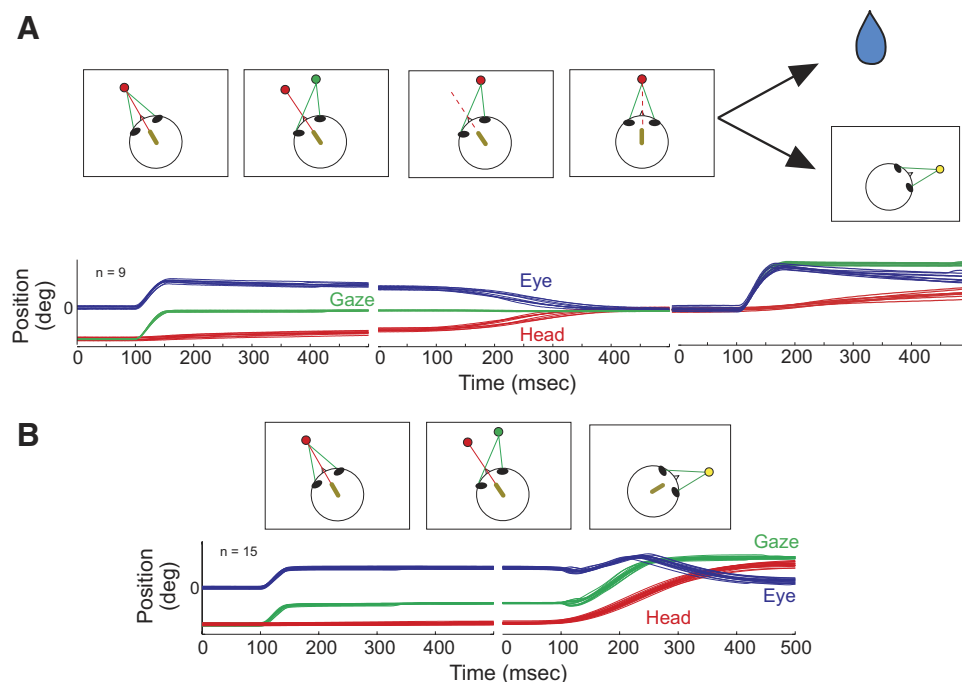 A
Position
(deg)
0
n = 9
Gaze
Eye
Head
0 100 200 300 400
0 100 200 300 400
0 100 200 300 400
Time (msec)
B
Position
(deg)
0
n = 15
Gaze
Eye
Head
0 100 200 300 400
0 100 200 300 400 500
Time (msec)